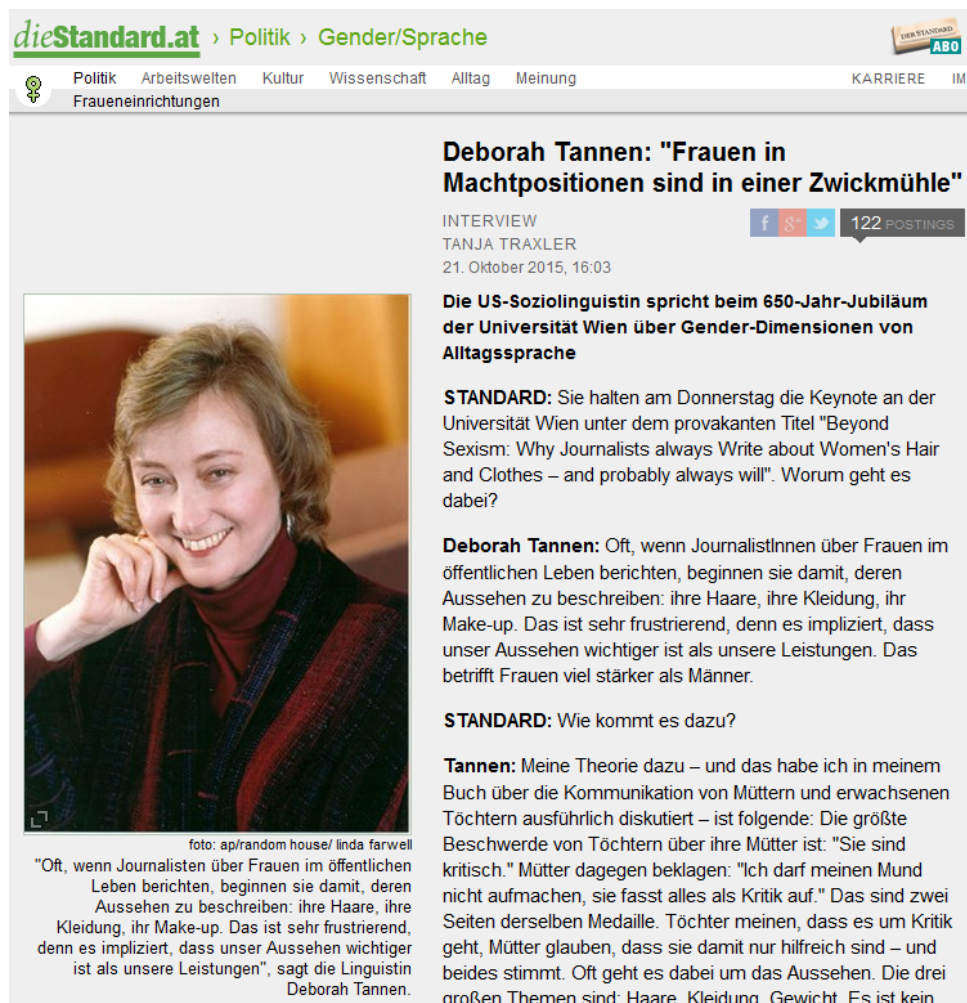 dieStandard.at › Politik › Gender/Sprache
DER STANDARD
ABO
Politik Arbeitswelten Kultur Wissenschaft Alltag Meinung KARRIERE IM
Fraueneinrichtungen
Deborah Tannen: "Frauen in
Machtpositionen sind in einer Zwickmühle"
INTERVIEW
TANJA TRAXLER
21. Oktober 2015, 16:03
f g+ 122 POSTINGS
Die US-Soziolinguistin spricht beim 650-Jahr-Jubiläum
der Universität Wien über Gender-Dimensionen von
Alltagssprache
STANDARD: Sie halten am Donnerstag die Keynote an der
Universität Wien unter dem provakanten Titel "Beyond
Sexism: Why Journalists always Write about Women's Hair
and Clothes – and probably always will". Worum geht es
dabei?
Deborah Tannen: Oft, wenn JournalistInnen über Frauen im
öffentlichen Leben berichten, beginnen sie damit, deren
Aussehen zu beschreiben: ihre Haare, ihre Kleidung, ihr
Make-up. Das ist sehr frustrierend, denn es impliziert, dass
unser Aussehen wichtiger ist als unsere Leistungen. Das
betrifft Frauen viel stärker als Männer.
STANDARD: Wie kommt es dazu?
Tannen: Meine Theorie dazu – und das habe ich in meinem
Buch über die Kommunikation von Müttern und erwachsenen
Töchtern ausführlich diskutiert – ist folgende: Die größte
Beschwerde von Töchtern über ihre Mütter ist: "Sie sind
kritisch." Mütter dagegen beklagen: "Ich darf meinen Mund
nicht aufmachen, sie fasst alles als Kritik auf." Das sind zwei
Seiten derselben Medaille. Töchter meinen, dass es um Kritik
geht, Mütter glauben, dass sie damit nur hilfreich sind – und
beides stimmt. Oft geht es dabei um das Aussehen. Die drei
großen Themen sind: Haare, Kleidung, Gewicht. Es ist kein
foto: ap/random house/ linda farwell
"Oft, wenn Journalisten über Frauen im öffentlichen
Leben berichten, beginnen sie damit, deren
Aussehen zu beschreiben: ihre Haare, ihre
Kleidung, ihr Make-up. Das ist sehr frustrierend,
denn es impliziert, dass unser Aussehen wichtiger
ist als unsere Leistungen", sagt die Linguistin
Deborah Tannen.